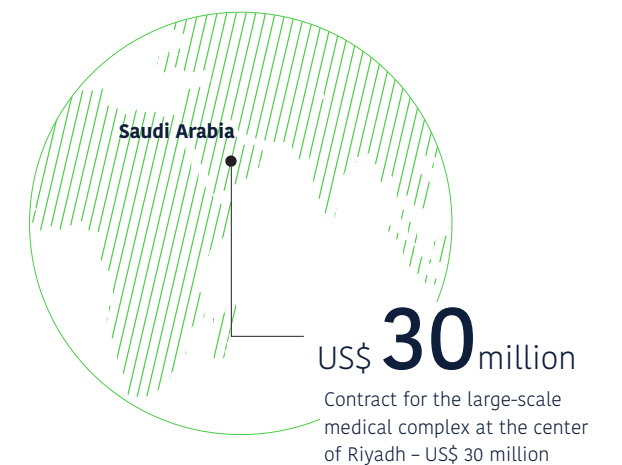 Saudi Arabia
US$ 30 million
Contract for the large-scale
medical complex at the center
of Riyadh – US$ 30 million